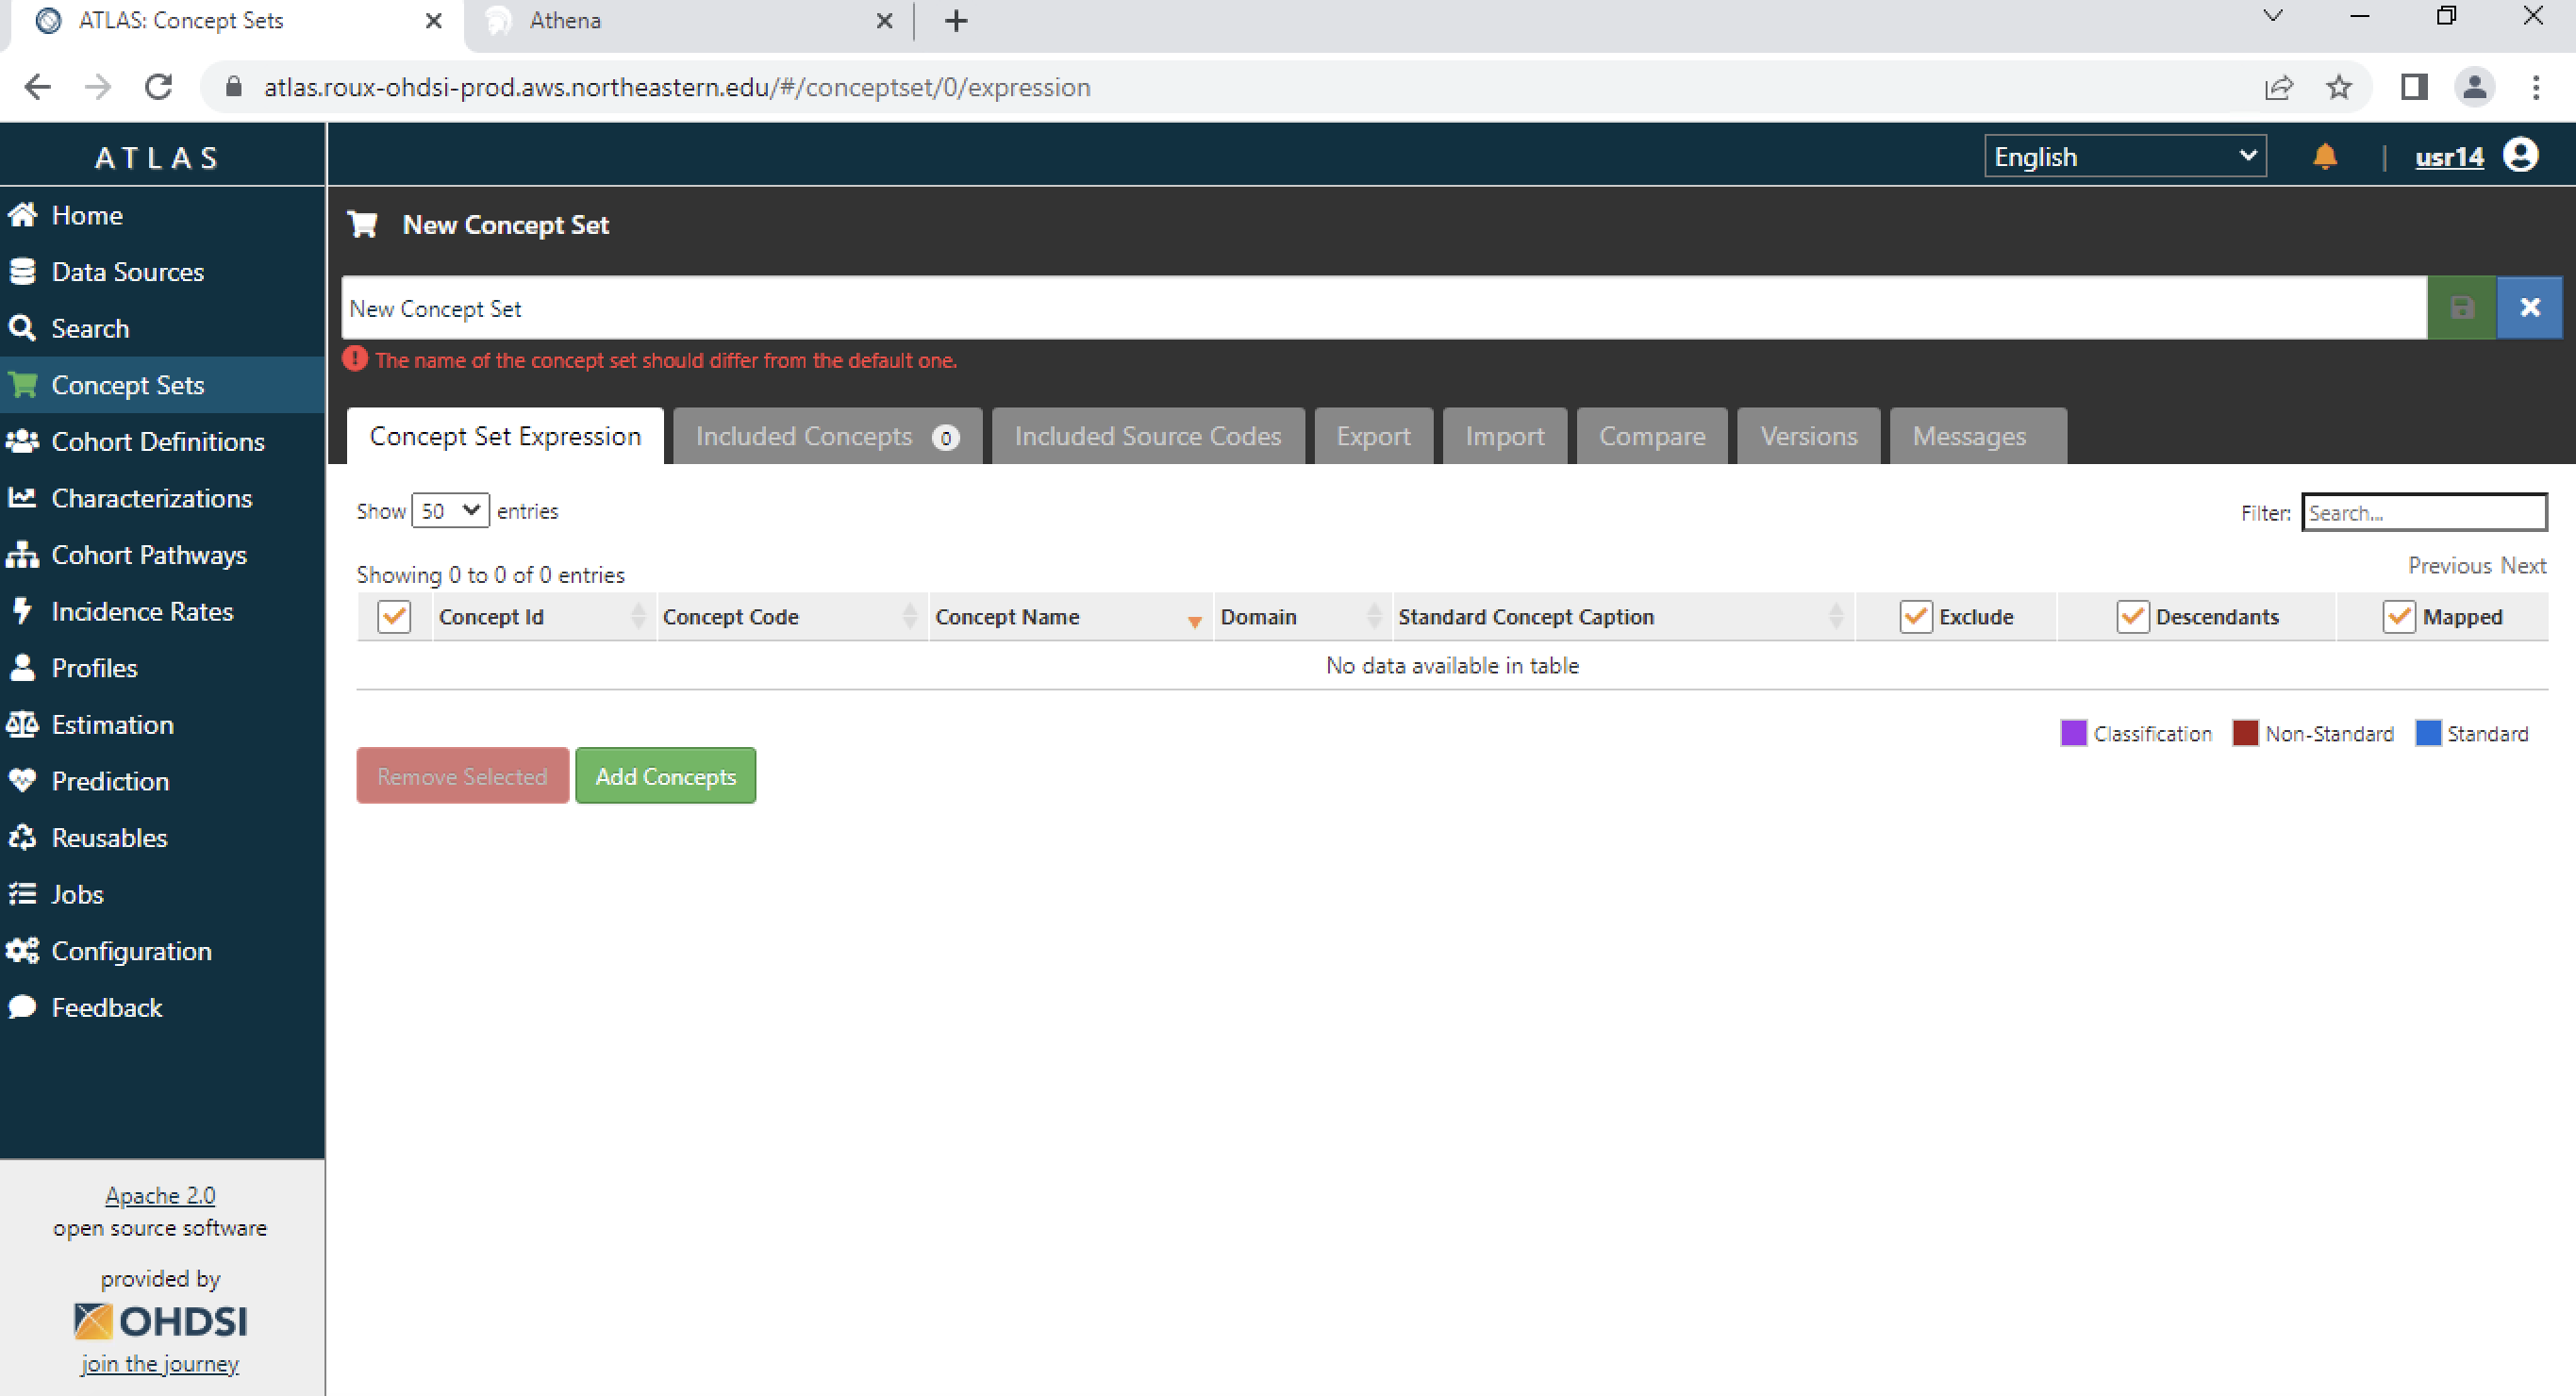 ATLAS: Concept Sets
Athena
atlas.roux-ohdsi-prod.aws.northeastern.edu/#/conceptset/0/expression
ATLAS
English
|
usr14
Home
Data Sources
Search
Concept Sets
Cohort Definitions
Characterizations
Cohort Pathways
Incidence Rates
Profiles
Estimation
Prediction
Reusables
Jobs
Configuration
Feedback
Apache 2.0
open source software
provided by
OHDSI
join the journey
New Concept Set
New Concept Set
The name of the concept set should differ from the default one.
Concept Set Expression
Included Concepts 0
Included Source Codes
Export
Import
Compare
Versions
Messages
Show 50 entries
Filter: Search...
Showing 0 to 0 of 0 entries
Previous Next
Concept Id Concept Code Concept Name Domain Standard Concept Caption Exclude Descendants Mapped
No data available in table
Classification Non-Standard Standard
Remove Selected Add Concepts